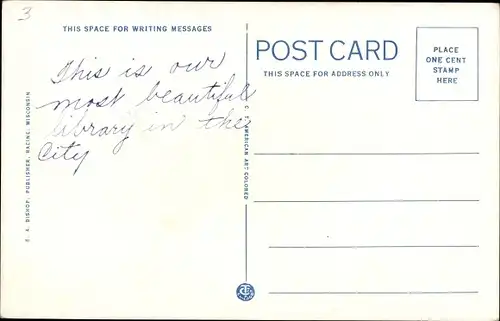 3
THIS SPACE FOR WRITING MESSAGES
This is our
most beautiful
library in the
City
E. A. BISHOP, PUBLISHER, RACINE, WISCONSIN
C. T. AMERICAN ART COLORED
POST CARD
THIS SPACE FOR ADDRESS ONLY
PLACE
ONE CENT
STAMP
HERE